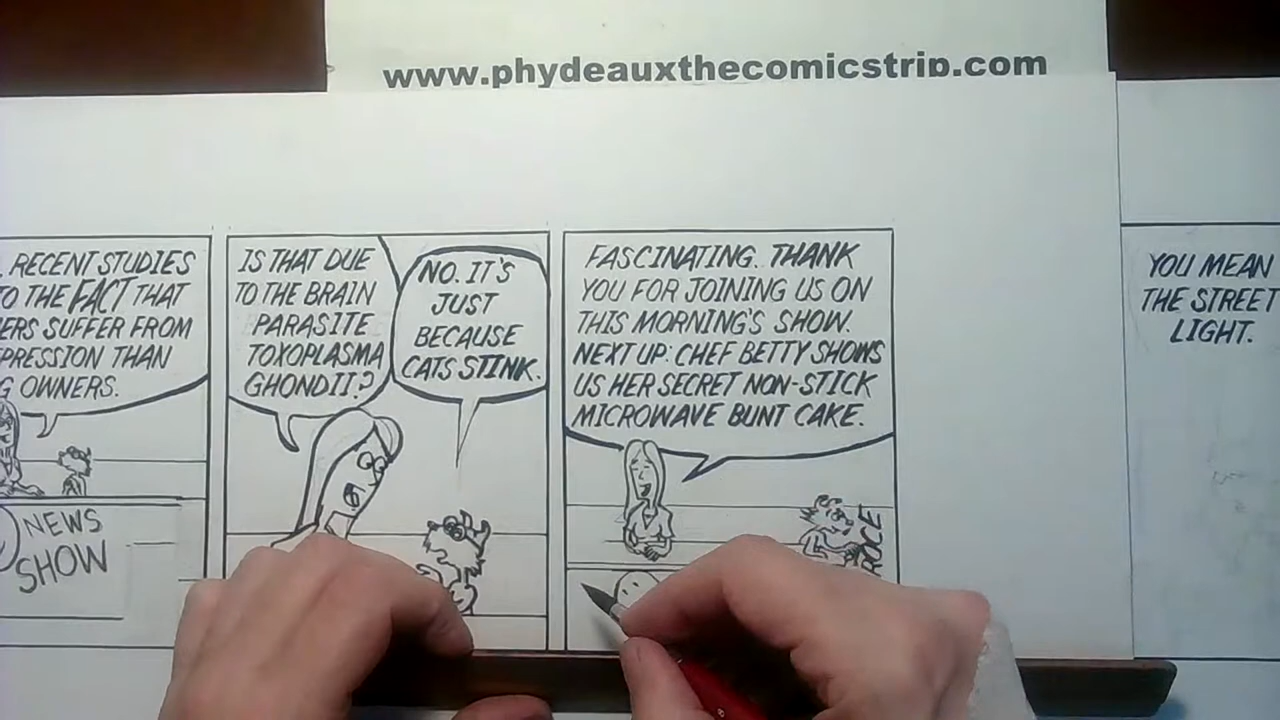 www.phydeauxthecomicstrip.com
RECENT STUDIES
TO THE FACT THAT
ERS SUFFER FROM
PRESSION THAN
G OWNERS.
NEWS
SHOW
IS THAT DUE
TO THE BRAIN
PARASITE
TOXOPLASMA
GHONDII?
NO. IT'S
JUST
BECAUSE
CATS STINK.
FASCINATING. THANK
YOU FOR JOINING US ON
THIS MORNING'S SHOW.
NEXT UP: CHEF BETTY SHOWS
US HER SECRET NON-STICK
MICROWAVE BUNT CAKE.
YOU MEAN
THE STREET
LIGHT.